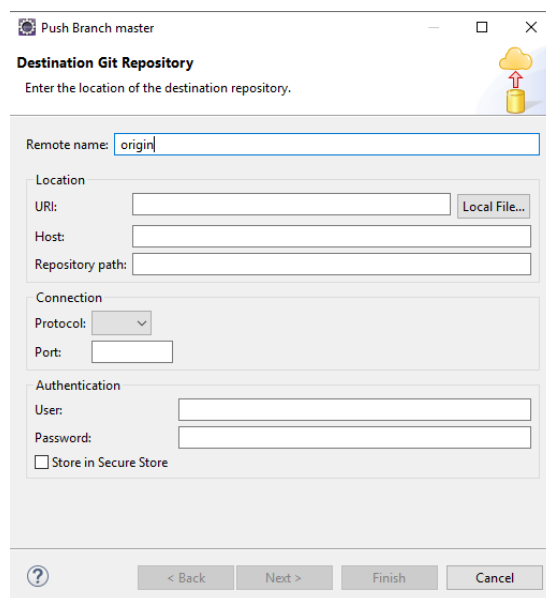 Push Branch master
Destination Git Repository
Enter the location of the destination repository.
Remote name: origin
Location
URI: Local File...
Host:
Repository path:
Connection
Protocol:
Port:
Authentication
User:
Password:
Store in Secure Store
? < Back Next > Finish Cancel